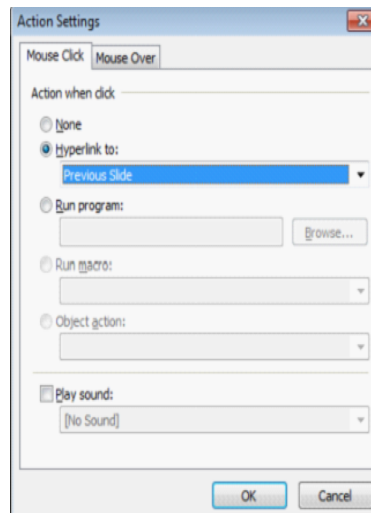 Action Settings
Mouse Click Mouse Over
Action when click
None
Hyperlink to:
Previous Slide
Run program:
Browse...
Run macro:
Object action:
Play sound:
[No Sound]
OK Cancel